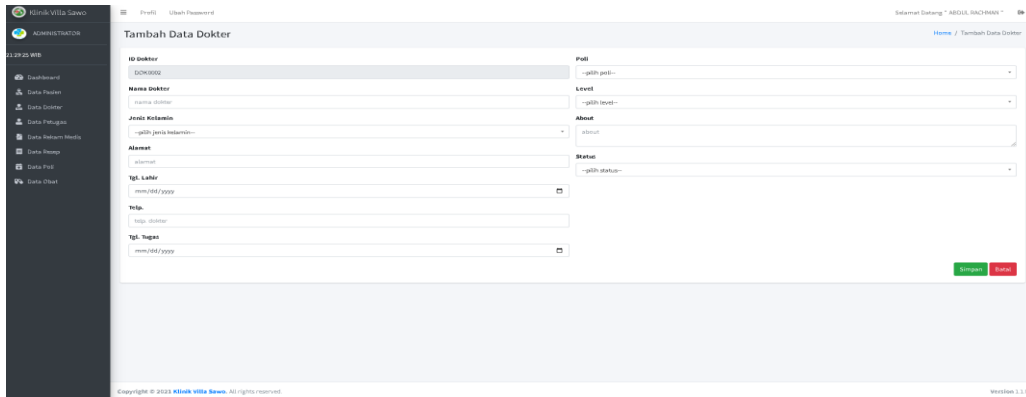 Klinik Villa Sawo
Profil Ubah Password
Selamat Datang " ABDUL RACHMAN "
ADMINISTRATOR
Tambah Data Dokter
Home / Tambah Data Dokter
21:29:25 WIB
Dashboard
Data Pasien
Data Dokter
Data Petugas
Data Rekam Medis
Data Resep
Data Poli
Data Obat
ID Dokter
DOK0002
Nama Dokter
nama dokter
Jenis Kelamin
--pilih jenis kelamin--
Alamat
alamat
Tgl. Lahir
mm/dd/yyyy
Telp.
telp. dokter
Tgl. Tugas
mm/dd/yyyy
Poli
--pilih poli--
Level
--pilih level--
About
about
Status
--pilih status--
Simpan Batal
Copyright © 2023 Klinik Villa Sawo. All rights reserved.
Version 1.1.